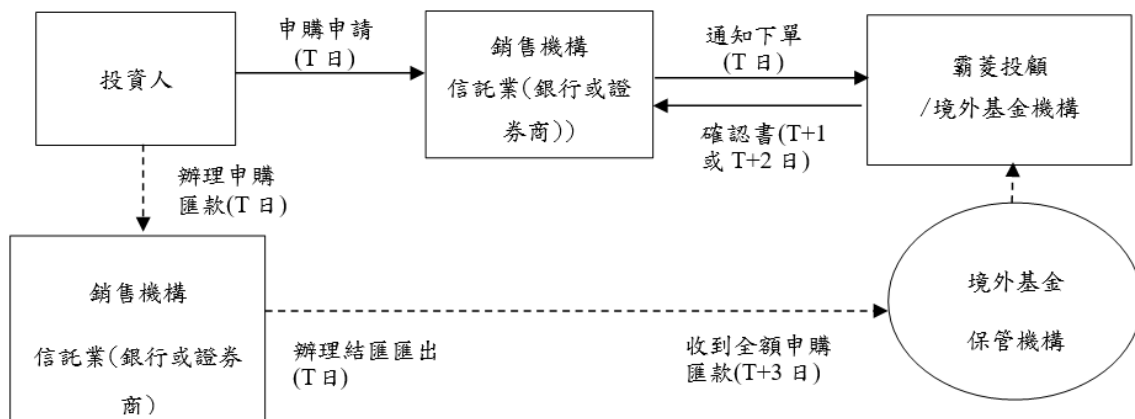 投資人
申購申請
(T 日)
銷售機構
信託業(銀行或證
券商))
通知下單
(T 日)
確認書(T+1
或 T+2 日)
霸菱投顧
/境外基金機構
辦理申購
匯款(T 日)
銷售機構
信託業(銀行或證券
商)
辦理結匯匯出
(T 日)
收到全額申購
匯款(T+3 日)
境外基金
保管機構